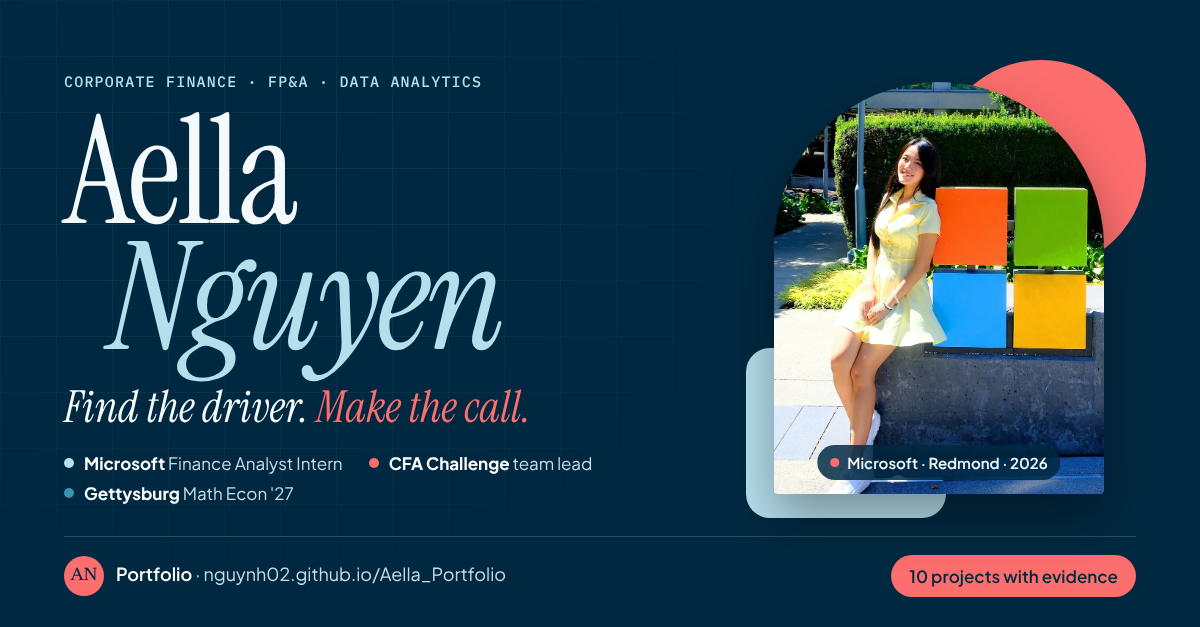 CORPORATE FINANCE · FP&A · DATA ANALYTICS
Aella
Nguyen
Find the driver. Make the call.
Microsoft Finance Analyst Intern
CFA Challenge team lead
Gettysburg Math Econ '27
Microsoft · Redmond · 2026
AN
Portfolio · nguynh02.github.io/Aella_Portfolio
10 projects with evidence